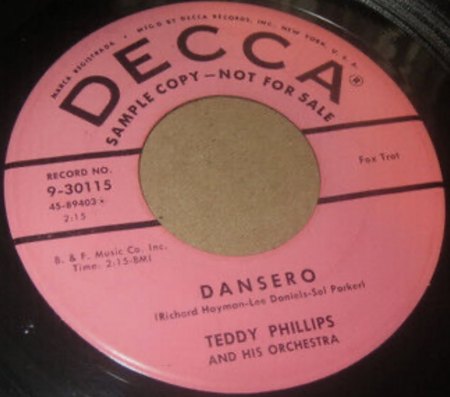 MARCA REGISTRADA • MFG'D BY DECCA RECORDS, INC., NEW YORK, U.S.A.
DECCA®
SAMPLE COPY—NOT FOR SALE
RECORD NO.
9-30115
45-89403★
2:15
Fox Trot
B. & F. Music Co. Inc.
Time: 2:15-BMI
DANSERO
(Richard Hayman-Lee Daniels-Sol Parker)
TEDDY PHILLIPS
AND HIS ORCHESTRA